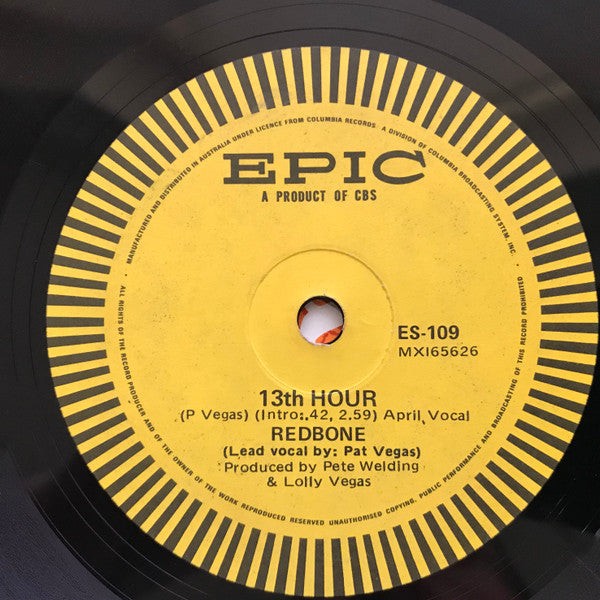 MANUFACTURED AND DISTRIBUTED IN AUSTRALIA UNDER LICENCE FROM COLUMBIA RECORDS. A DIVISION OF COLUMBIA BROADCASTING SYSTEM, INC.
EPIC
A PRODUCT OF CBS
ES-109
MX165626
13th HOUR
(P Vegas) (Intro:.42, 2.59) April, Vocal
REDBONE
(Lead vocal by: Pat Vegas)
Produced by Pete Welding
& Lolly Vegas
· ALL RIGHTS OF THE RECORD PRODUCER AND OF THE OWNER OF THE WORK REPRODUCED RESERVED UNAUTHORISED COPYING, PUBLIC PERFORMANCE AND BROADCASTING OF THIS RECORD PROHIBITED